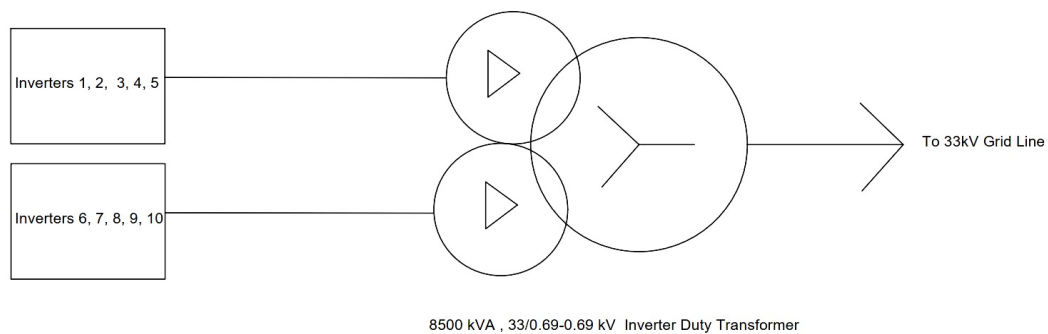 Inverters 1, 2,  3, 4, 5
To 33kV Grid Line
Inverters 6, 7, 8, 9, 10
8500 kVA , 33/0.69-0.69 kV  Inverter Duty Transformer